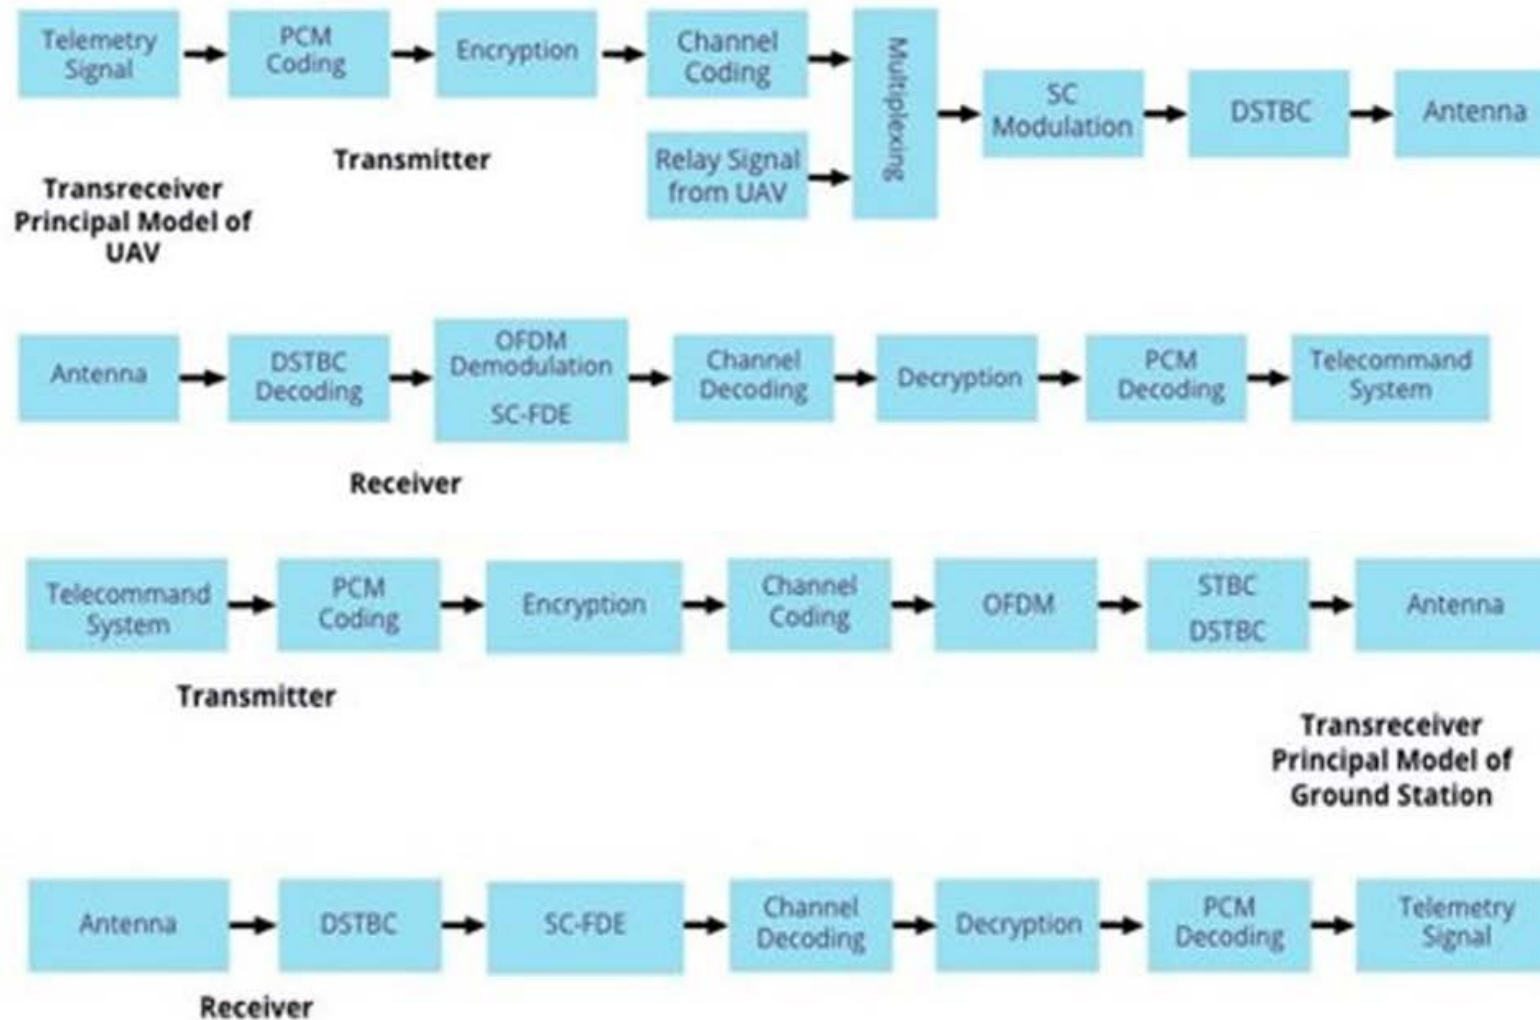 Telemetry
Signal
PCM
Coding
Encryption
Channel
Coding
Multiplexing
SC
Modulation
DSTBC
Antenna
Relay Signal
from UAV
Transmitter
Transreceiver
Principal Model of
UAV
Antenna
DSTBC
Decoding
OFDM
Demodulation
SC-FDE
Channel
Decoding
Decryption
PCM
Decoding
Telecommand
System
Receiver
Telecommand
System
PCM
Coding
Encryption
Channel
Coding
OFDM
STBC
DSTBC
Antenna
Transmitter
Transreceiver
Principal Model of
Ground Station
Antenna
DSTBC
SC-FDE
Channel
Decoding
Decryption
PCM
Decoding
Telemetry
Signal
Receiver